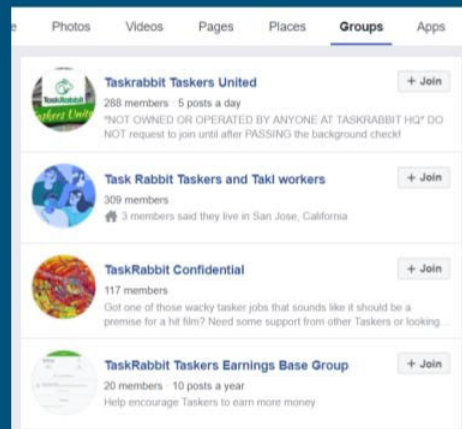 e Photos Videos Pages Places Groups Apps
TaskRabbit
Taskrabbit Taskers United
+ Join
288 members · 5 posts a day
*NOT OWNED OR OPERATED BY ANYONE AT TASKRABBIT HQ* DO
NOT request to join until after PASSING the background check!
Task Rabbit Taskers and Takl workers
+ Join
309 members
3 members said they live in San Jose, California
TaskRabbit Confidential
+ Join
117 members
Got one of those wacky tasker jobs that sounds like it should be a
premise for a hit film? Need some support from other Taskers or looking...
TaskRabbit Taskers Earnings Base Group
+ Join
20 members · 10 posts a year
Help encourage Taskers to earn more money